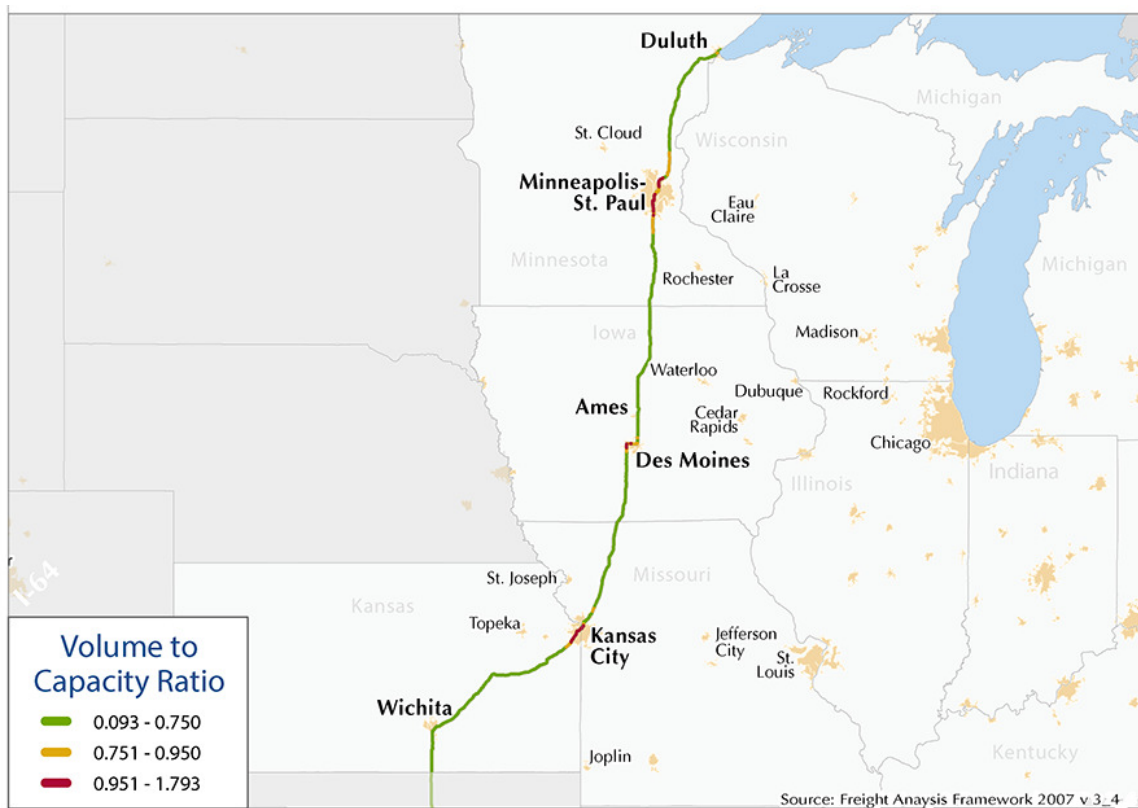 Duluth
Michigan
St. Cloud
Wisconsin
Minneapolis-
St. Paul
Eau
Claire
Minnesota
Rochester
La
Crosse
Michigan
Iowa
Madison
Waterloo
Dubuque
Rockford
Ames
Cedar
Rapids
Chicago
Des Moines
Illinois
Indiana
I-64
St. Joseph
Missouri
Kansas
Topeka
Kansas
City
Jefferson
City
St.
Louis
Wichita
Joplin
Kentucky
Volume to
Capacity Ratio
0.093 - 0.750
0.751 - 0.950
0.951 - 1.793
Source: Freight Anaysis Framework 2007 v 3_4